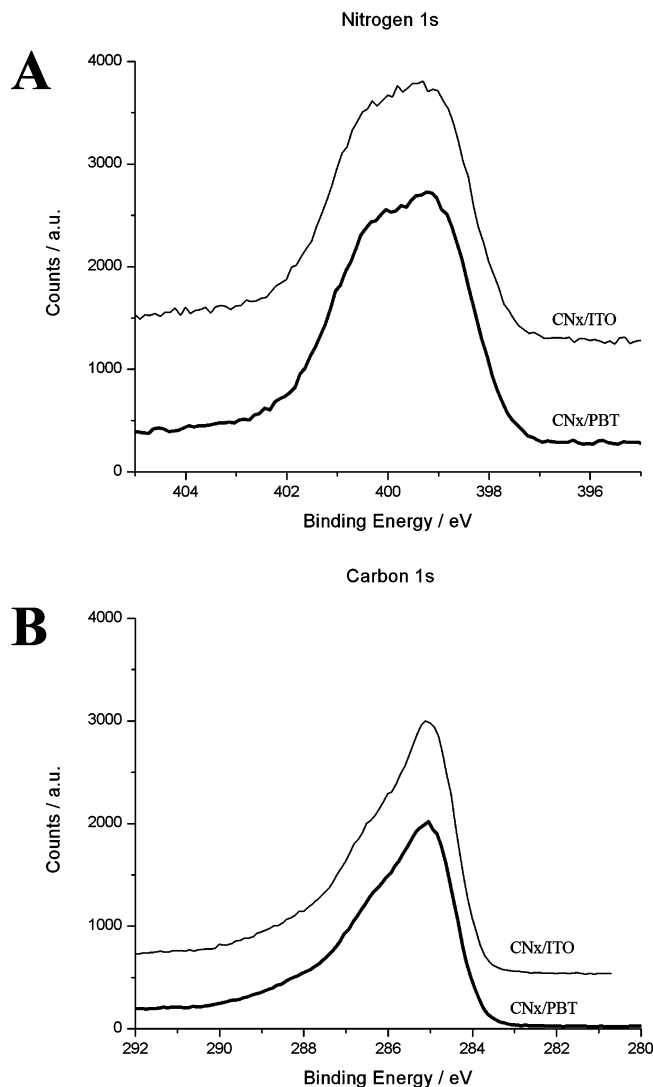 Nitrogen 1s
A
4000
3000
2000
1000
0
Counts / a.u.
CNx/ITO
CNx/PBT
404 402 400 398 396
Binding Energy / eV
Carbon 1s
B
4000
3000
2000
1000
0
Counts / a.u.
CNx/ITO
CNx/PBT
292 290 288 286 284 282 280
Binding Energy / eV